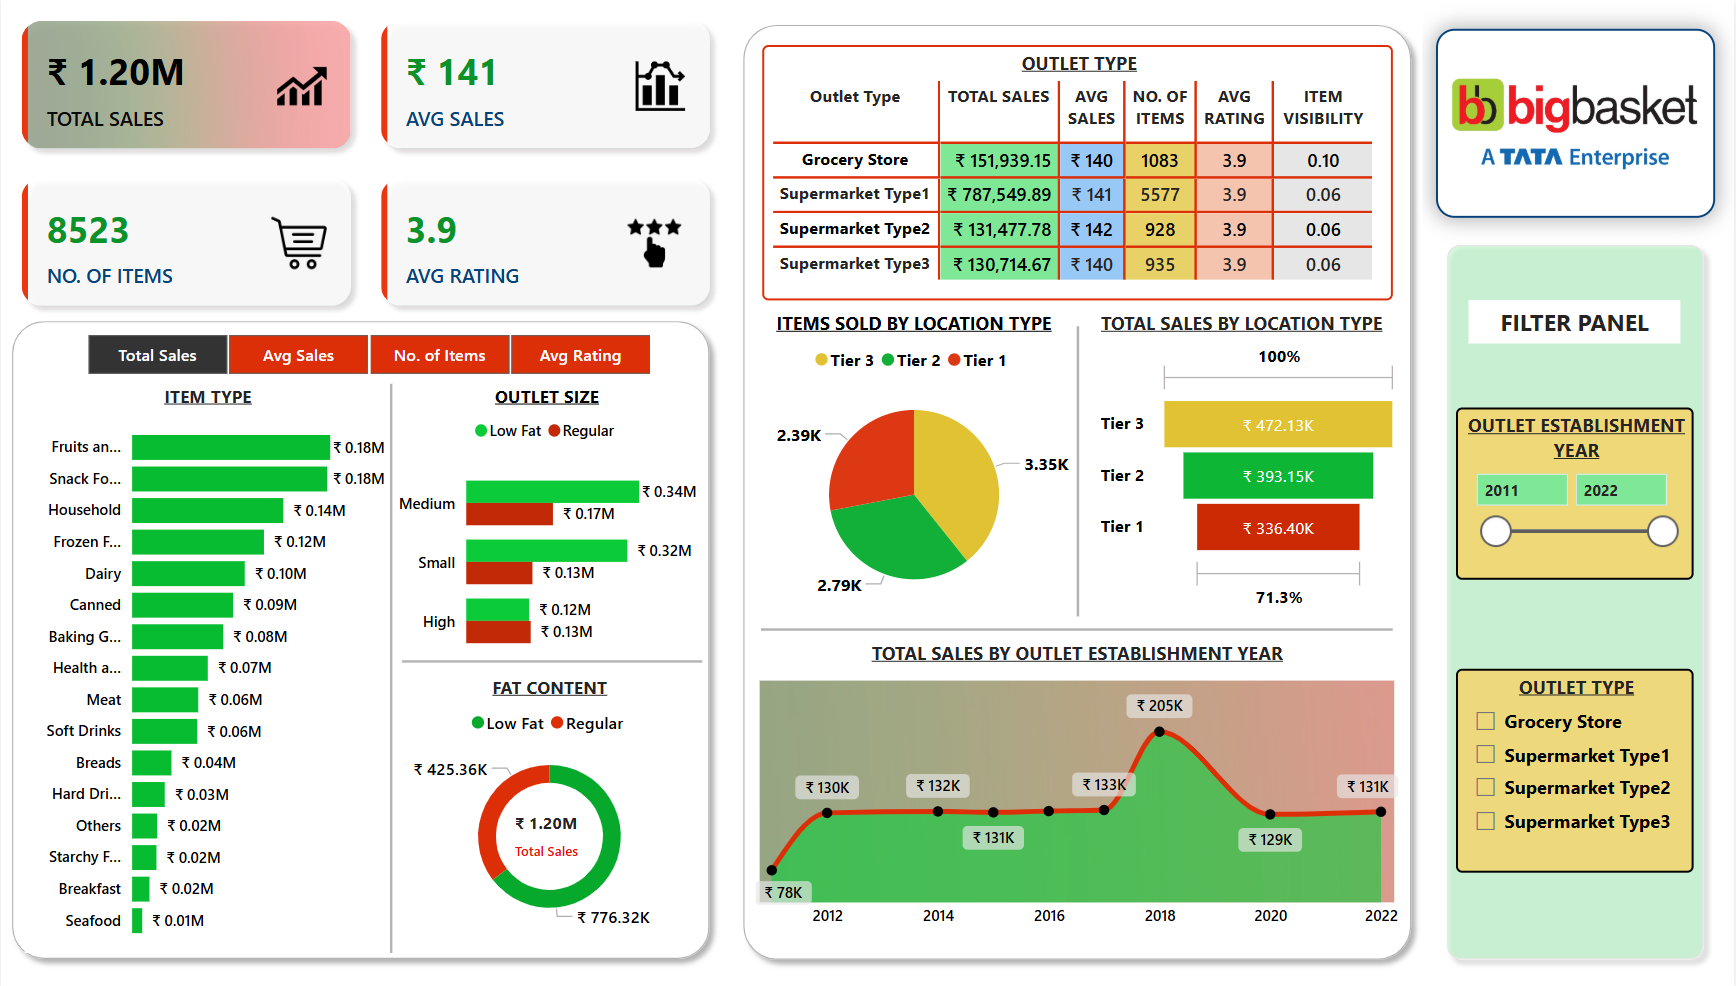 ₹ 1.20M
TOTAL SALES
₹ 141
AVG SALES
8523
NO. OF ITEMS
3.9
AVG RATING
Total Sales
Avg Sales
No. of Items
Avg Rating
ITEM TYPE
Fruits an... ₹ 0.18M
Snack Fo... ₹ 0.18M
Household ₹ 0.14M
Frozen F... ₹ 0.12M
Dairy ₹ 0.10M
Canned ₹ 0.09M
Baking G... ₹ 0.08M
Health a... ₹ 0.07M
Meat ₹ 0.06M
Soft Drinks ₹ 0.06M
Breads ₹ 0.04M
Hard Dri... ₹ 0.03M
Others ₹ 0.02M
Starchy F... ₹ 0.02M
Breakfast ₹ 0.02M
Seafood ₹ 0.01M
OUTLET SIZE
Low Fat Regular
Medium
₹ 0.34M
₹ 0.17M
Small
₹ 0.32M
₹ 0.13M
High
₹ 0.12M
₹ 0.13M
FAT CONTENT
Low Fat Regular
₹ 425.36K
₹ 1.20M
Total Sales
₹ 776.32K
OUTLET TYPE
Outlet Type TOTAL SALES AVG SALES NO. OF ITEMS AVG RATING ITEM VISIBILITY
Grocery Store ₹ 151,939.15 ₹ 140 1083 3.9 0.10
Supermarket Type1 ₹ 787,549.89 ₹ 141 5577 3.9 0.06
Supermarket Type2 ₹ 131,477.78 ₹ 142 928 3.9 0.06
Supermarket Type3 ₹ 130,714.67 ₹ 140 935 3.9 0.06
ITEMS SOLD BY LOCATION TYPE
Tier 3 Tier 2 Tier 1
2.39K
3.35K
2.79K
TOTAL SALES BY LOCATION TYPE
100%
Tier 3 ₹ 472.13K
Tier 2 ₹ 393.15K
Tier 1 ₹ 336.40K
71.3%
TOTAL SALES BY OUTLET ESTABLISHMENT YEAR
₹ 78K
₹ 130K
₹ 132K
₹ 131K
₹ 133K
₹ 205K
₹ 129K
₹ 131K
2012 2014 2016 2018 2020 2022
bb bigbasket
A TATA Enterprise
FILTER PANEL
OUTLET ESTABLISHMENT
YEAR
2011 2022
OUTLET TYPE
Grocery Store
Supermarket Type1
Supermarket Type2
Supermarket Type3